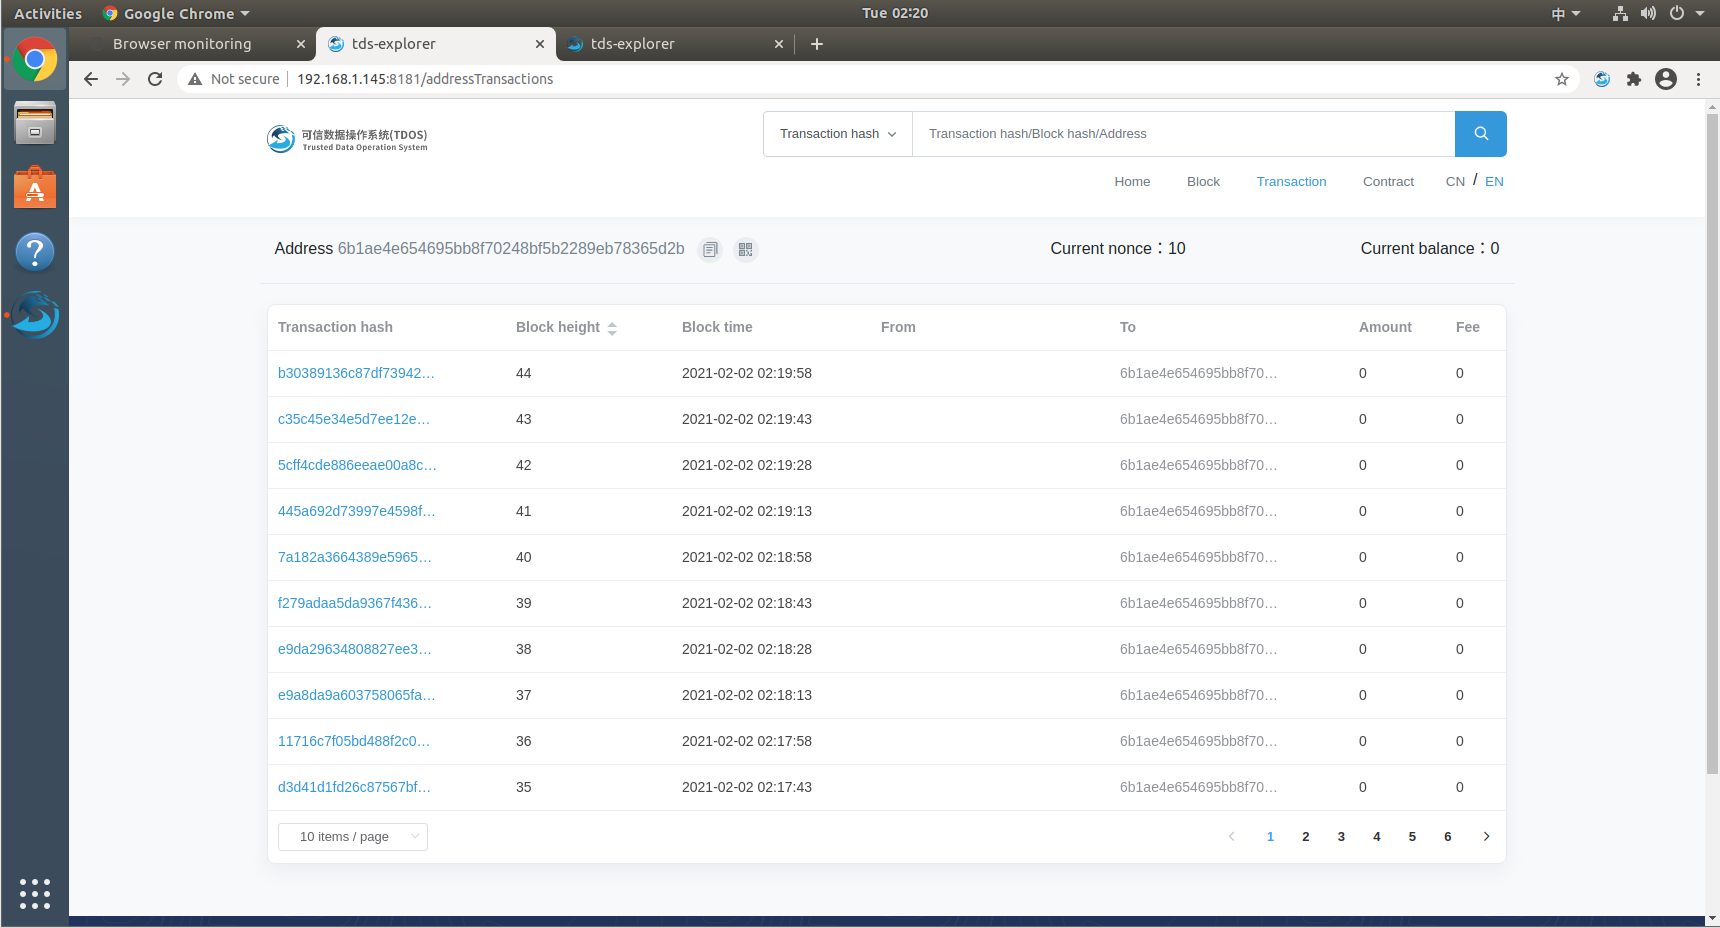 Activities Google Chrome Tue 02:20 中
Browser monitoring tds-explorer tds-explorer
Not secure 192.168.1.145:8181/addressTransactions
可信数据操作系统(TDOS)
Trusted Data Operation System
Transaction hash Transaction hash/Block hash/Address
Home Block Transaction Contract CN / EN
Address 6b1ae4e654695bb8f70248bf5b2289eb78365d2b Current nonce：10 Current balance：0
Transaction hash Block height Block time From To Amount Fee
b30389136c87df73942… 44 2021-02-02 02:19:58 6b1ae4e654695bb8f70… 0 0
c35c45e34e5d7ee12e… 43 2021-02-02 02:19:43 6b1ae4e654695bb8f70… 0 0
5cff4cde886eeae00a8c… 42 2021-02-02 02:19:28 6b1ae4e654695bb8f70… 0 0
445a692d73997e4598f… 41 2021-02-02 02:19:13 6b1ae4e654695bb8f70… 0 0
7a182a3664389e5965… 40 2021-02-02 02:18:58 6b1ae4e654695bb8f70… 0 0
f279adaa5da9367f436… 39 2021-02-02 02:18:43 6b1ae4e654695bb8f70… 0 0
e9da29634808827ee3… 38 2021-02-02 02:18:28 6b1ae4e654695bb8f70… 0 0
e9a8da9a603758065fa… 37 2021-02-02 02:18:13 6b1ae4e654695bb8f70… 0 0
11716c7f05bd488f2c0… 36 2021-02-02 02:17:58 6b1ae4e654695bb8f70… 0 0
d3d41d1fd26c87567bf… 35 2021-02-02 02:17:43 6b1ae4e654695bb8f70… 0 0
10 items / page 1 2 3 4 5 6